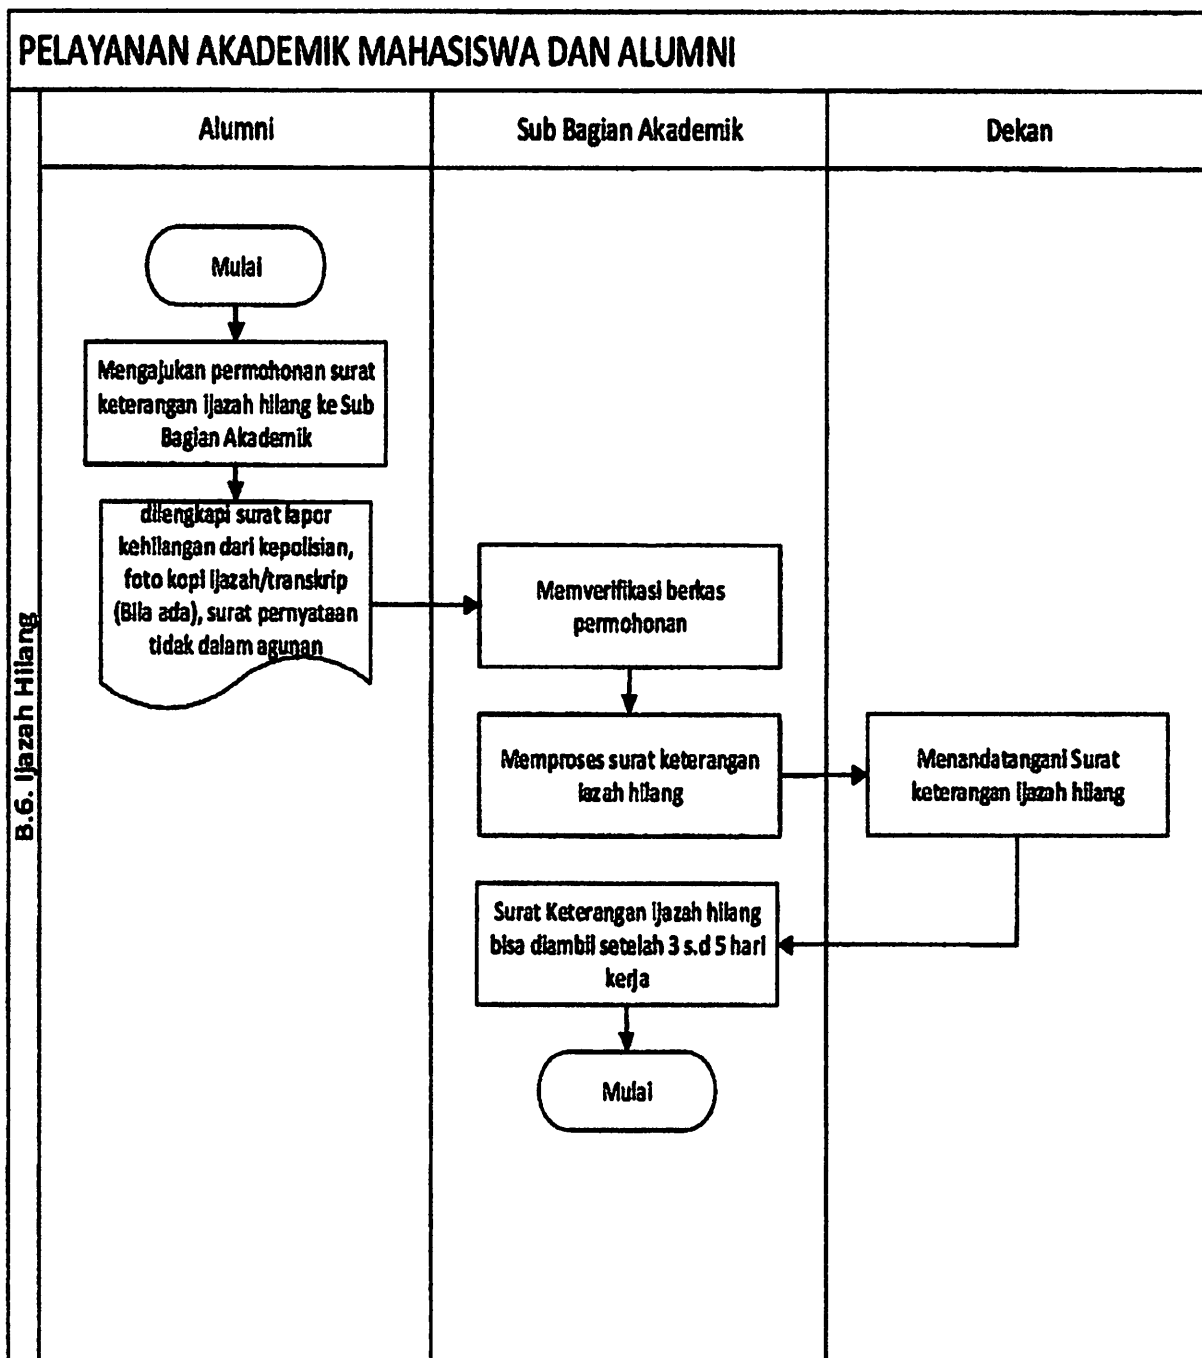 PELAYANAN AKADEMIK MAHASISWA DAN ALUMNI
B.6. Ijazah Hilang
Alumni
Sub Bagian Akademik
Dekan
Mulai
Mengajukan permohonan surat
keterangan ijazah hilang ke Sub
Bagian Akademik
dilengkapi surat lapor
kehilangan dari kepolisian,
foto kopi ijazah/transkrip
(Bila ada), surat pernyataan
tidak dalam agunan
Memverifikasi berkas
permohonan
Memproses surat keterangan
iazah hilang
Menandatangani Surat
keterangan ijazah hilang
Surat Keterangan ijazah hilang
bisa diambil setelah 3 s.d 5 hari
kerja
Mulai